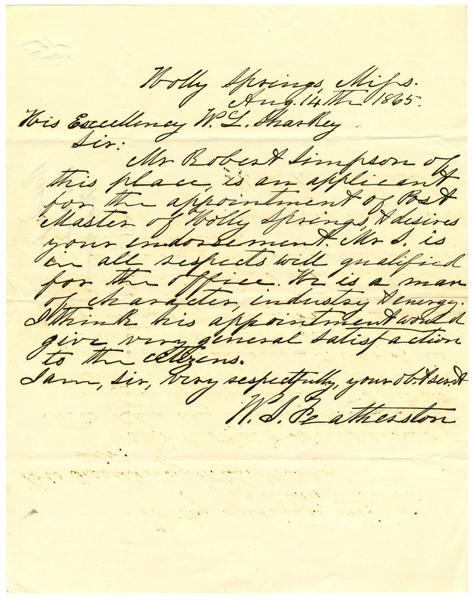 Holly Springs, Miss.
Aug. 14th 1865.
His Excellency W. L. Sharkey
Sir:
Mr Robert Simpson of
this place, is an applicant
for the appointment of Post
Master of Holly Springs, & desires
your endorsement. Mr S, is
in all respects well qualified
for the office. He is a man
of character, industry & energy.
I think his appointment would
give very general satisfaction
to the citizens.
I am, Sir, very respectfully, your obt servt
W. S. Featherston